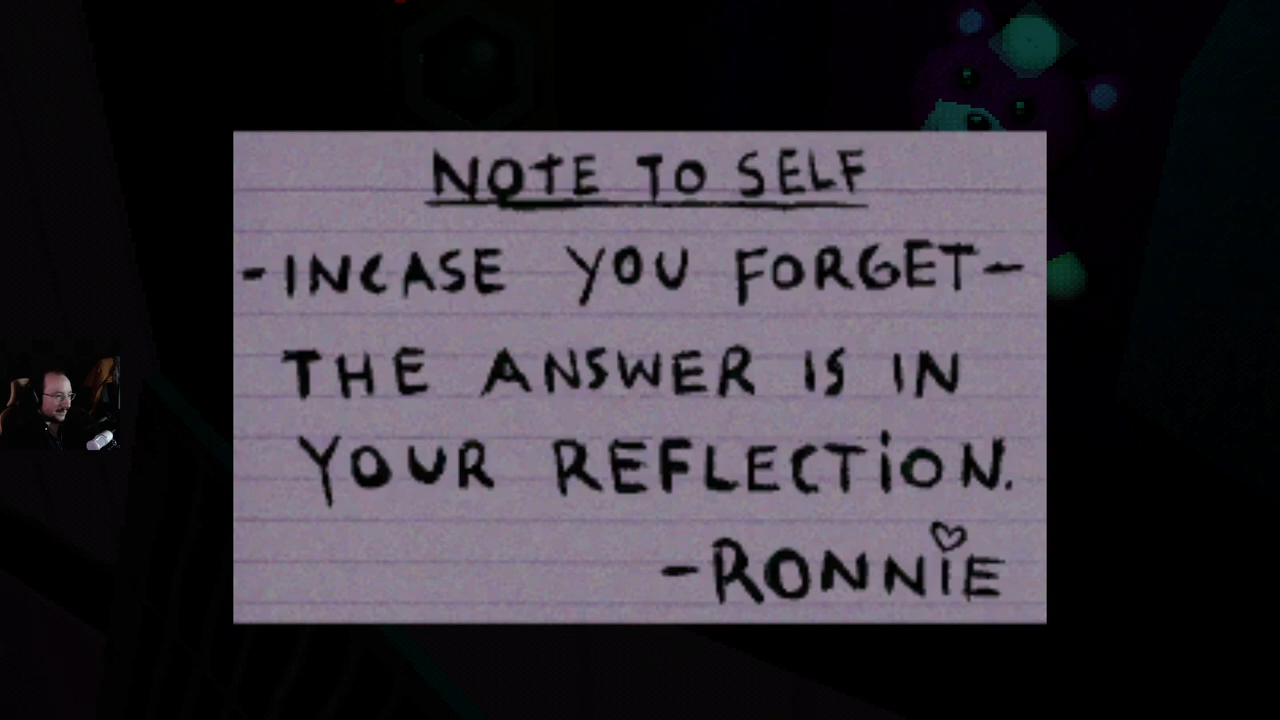 NOTE TO SELF
-INCASE YOU FORGET-
THE ANSWER IS IN
YOUR REFLECTION.
-RONNIE